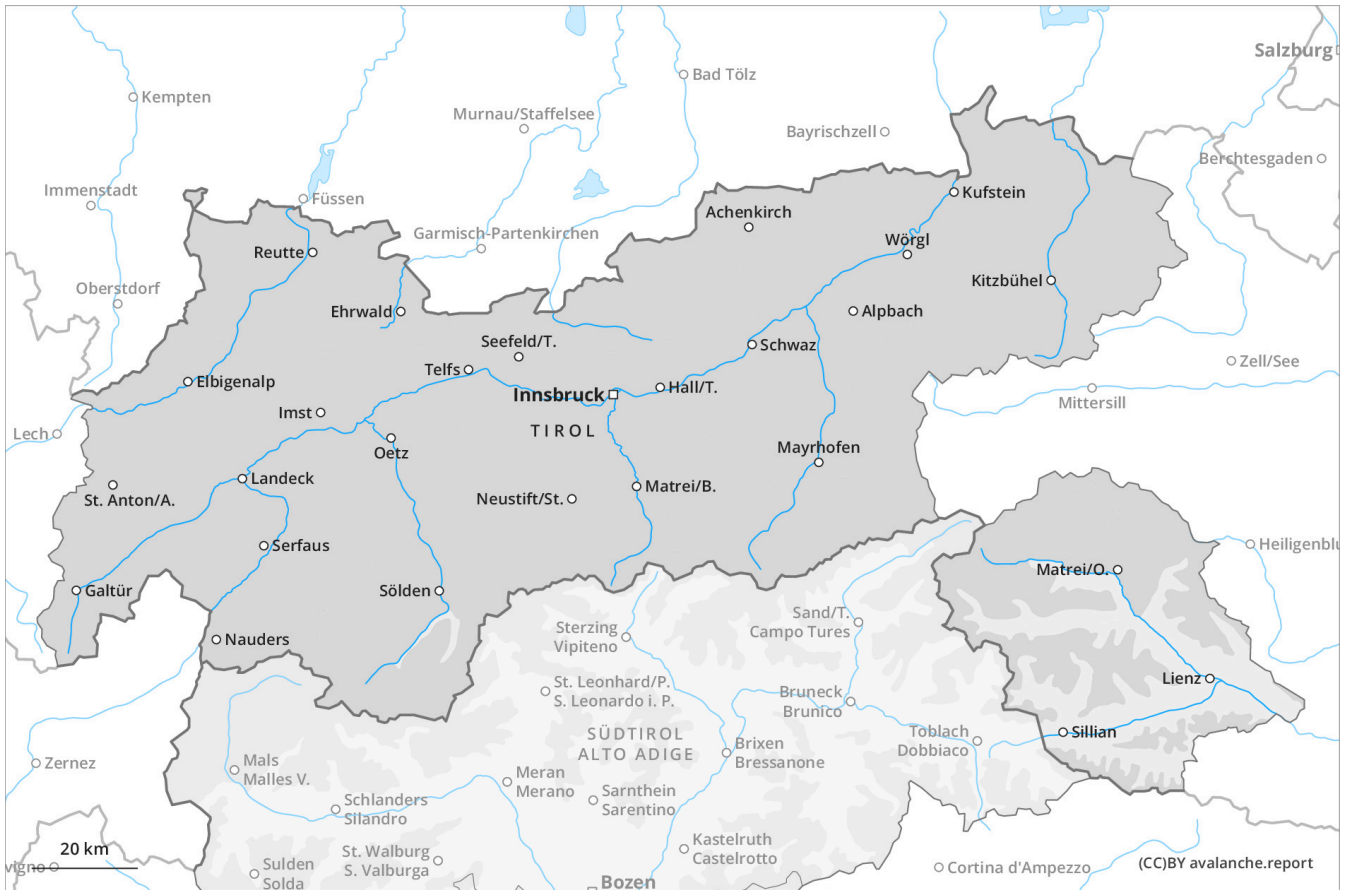 Salzburg
Bad Tölz
Kempten
Murnau/Staffelsee
Bayrischzell
Berchtesgaden
Immenstadt
Füssen
Kufstein
Achenkirch
Garmisch-Partenkirchen
Wörgl
Reutte
Kitzbühel
Oberstdorf
Ehrwald
Alpbach
Seefeld/T.
Schwaz
Zell/See
Telfs
Elbigenalp
Hall/T.
Innsbruck
Mittersill
Imst
TIROL
Lech
Oetz
Mayrhofen
Landeck
Matrei/B.
St. Anton/A.
Neustift/St.
Serfaus
Heiligenblu
Matrei/O.
Galtür
Sölden
Sand/T.
Campo Tures
Sterzing
Vipiteno
Nauders
Lienz
St. Leonhard/P.
S. Leonardo i. P.
Bruneck
Brunico
Sillian
SÜDTIROL
ALTO ADIGE
Toblach
Dobbiaco
Brixen
Bressanone
Zernez
Mals
Malles V.
Meran
Merano
Sarnthein
Sarentino
Schlanders
Silandro
Kastelruth
Castelrotto
20 km
St. Walburg
S. Valburga
vigno
Sulden
Solda
Cortina d'Ampezzo
(CC)BY avalanche.report
Bozen